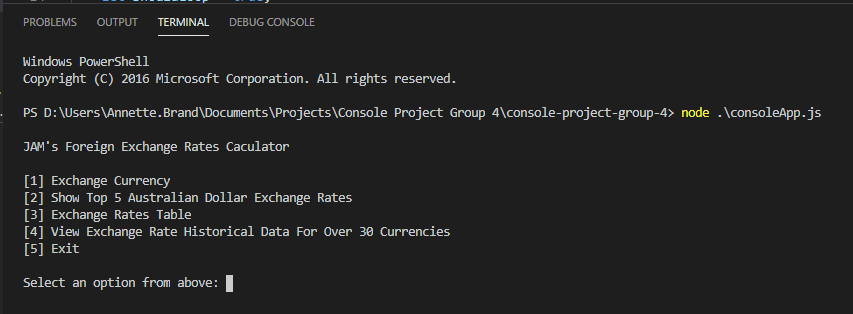 PROBLEMS OUTPUT TERMINAL DEBUG CONSOLE
Windows PowerShell
Copyright (C) 2016 Microsoft Corporation. All rights reserved.
PS D:\Users\Annette.Brand\Documents\Projects\Console Project Group 4\console-project-group-4> node .\consoleApp.js
JAM's Foreign Exchange Rates Caculator
[1] Exchange Currency
[2] Show Top 5 Australian Dollar Exchange Rates
[3] Exchange Rates Table
[4] View Exchange Rate Historical Data For Over 30 Currencies
[5] Exit
Select an option from above: